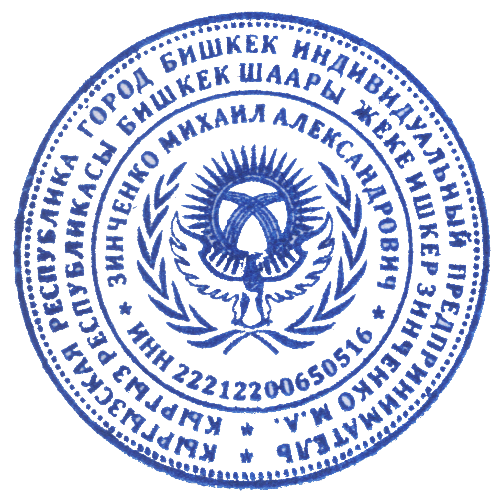 КЫРГЫЗСКАЯ РЕСПУБЛИКА ГОРОД БИШКЕК ИНДИВИДУАЛЬНЫЙ ПРЕДПРИНИМАТЕЛЬ *
КЫРГЫЗ РЕСПУБЛИКАСЫ БИШКЕК ШААРЫ ЖЕКЕ ИШКЕР ЗИНЧЕНКО М.А. *
* ЗИНЧЕНКО МИХАИЛ АЛЕКСАНДРОВИЧ *
ИНН 22212200650516